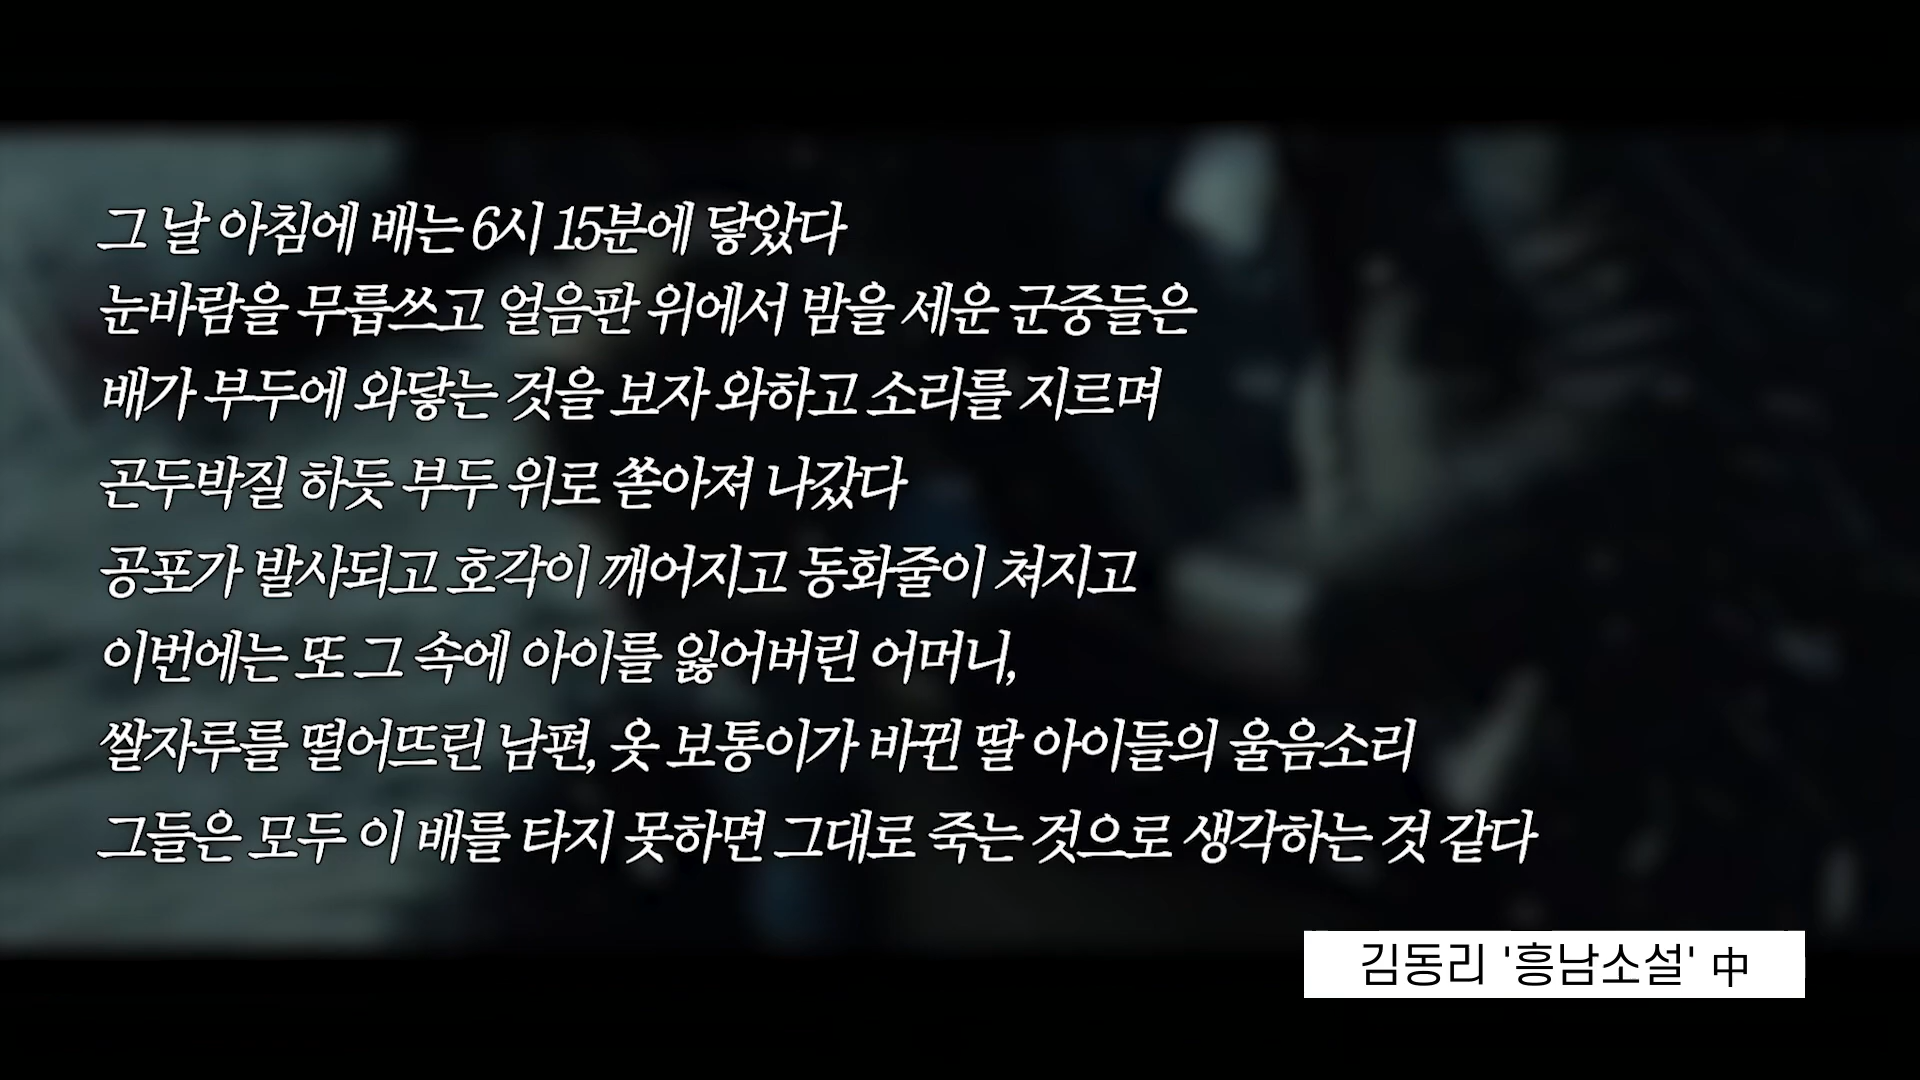 그 날 아침에 배는 6시 15분에 닿았다
눈바람을 무릅쓰고 얼음판 위에서 밤을 세운 군중들은
배가 부두에 와닿는 것을 보자 와하고 소리를 지르며
곤두박질 하듯 부두 위로 쏟아져 나갔다
공포가 발사되고 호각이 깨어지고 동화줄이 쳐지고
이번에는 또 그 속에 아이를 잃어버린 어머니,
쌀자루를 떨어뜨린 남편, 옷 보통이가 바뀐 딸 아이들의 울음소리
그들은 모두 이 배를 타지 못하면 그대로 죽는 것으로 생각하는 것 같다
김동리 '흥남소설' 中